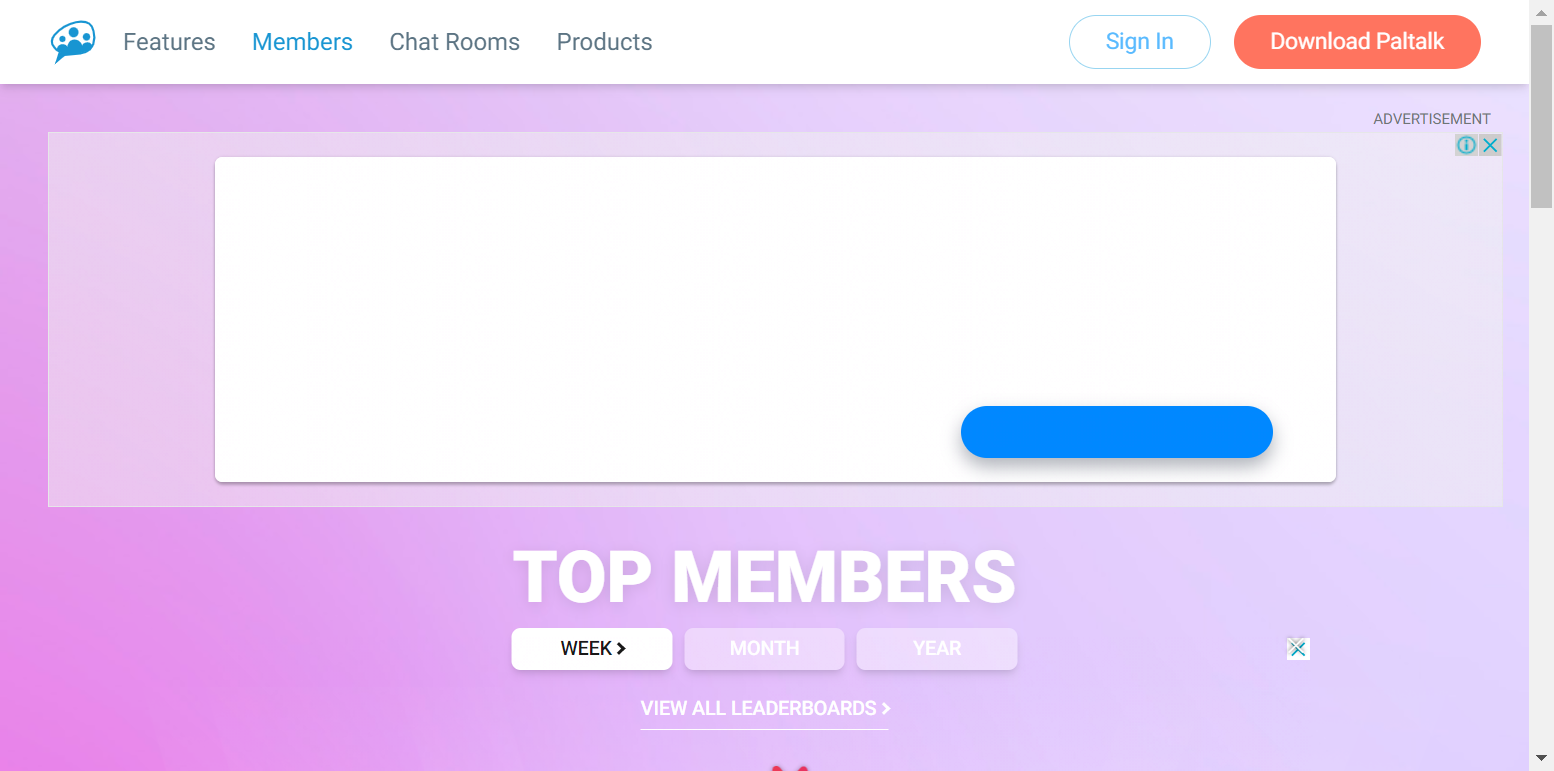 Features Members Chat Rooms Products Sign In Download Paltalk
ADVERTISEMENT
TOP MEMBERS
WEEK MONTH YEAR
VIEW ALL LEADERBOARDS